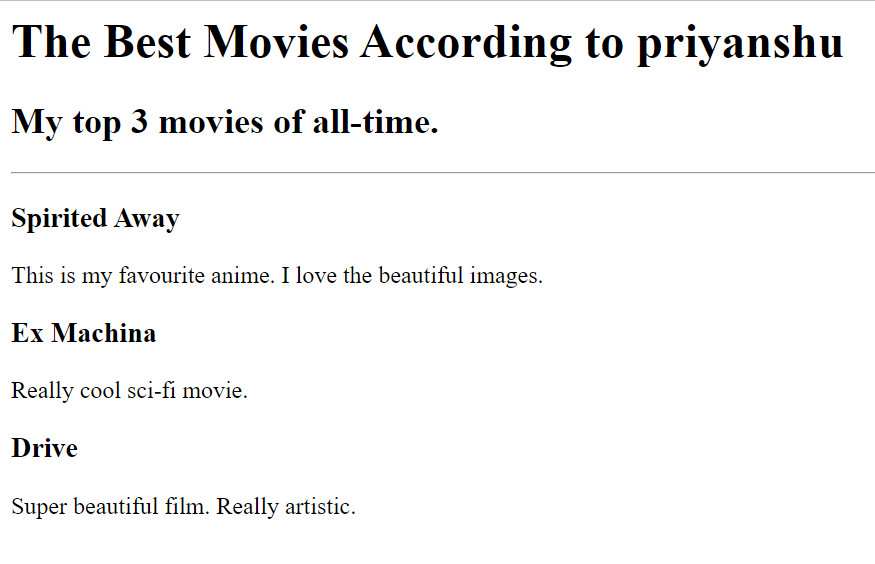 The Best Movies According to priyanshu
My top 3 movies of all-time.
Spirited Away
This is my favourite anime. I love the beautiful images.
Ex Machina
Really cool sci-fi movie.
Drive
Super beautiful film. Really artistic.